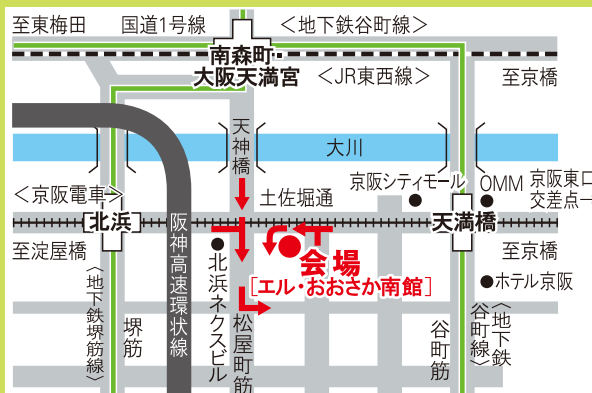 至東梅田
国道1号線
＜地下鉄谷町線＞
南森町・
大阪天満宮
＜JR東西線＞
至京橋
天神橋
大川
＜京阪電車＞
土佐堀通
京阪シティモール
OMM
京阪東口
交差点→
[北浜]
阪神高速環状線
天満橋
至淀屋橋
至京橋
会場
[エル・おおさか南館]
ホテル京阪
北浜ネクスビル
＜地下鉄堺筋線＞
堺筋
松屋町筋
谷町筋
＜地下鉄
谷町線＞